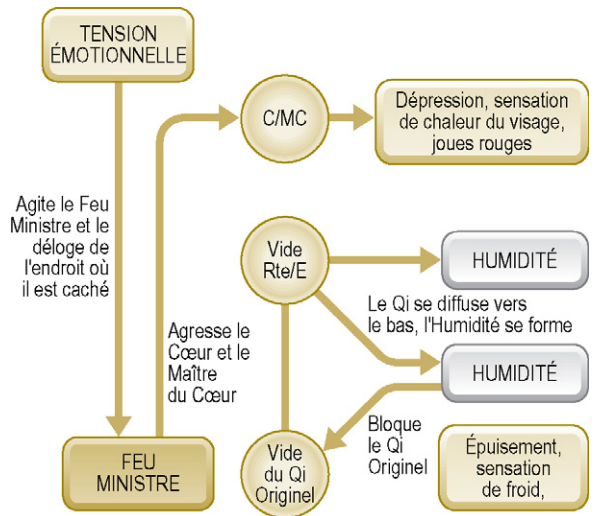 TENSION
ÉMOTIONNELLE
C/MC
Dépression, sensation
de chaleur du visage,
joues rouges
Agite le Feu
Ministre et le
déloge de
l'endroit où
il est caché
Agresse le
Cœur et le
Maître
du Cœur
Vide
Rte/E
HUMIDITÉ
Le Qi se diffuse vers
le bas, l'Humidité se forme
HUMIDITÉ
Bloque
le Qi
Originel
FEU
MINISTRE
Vide
du Qi
Originel
Épuisement,
sensation
de froid,